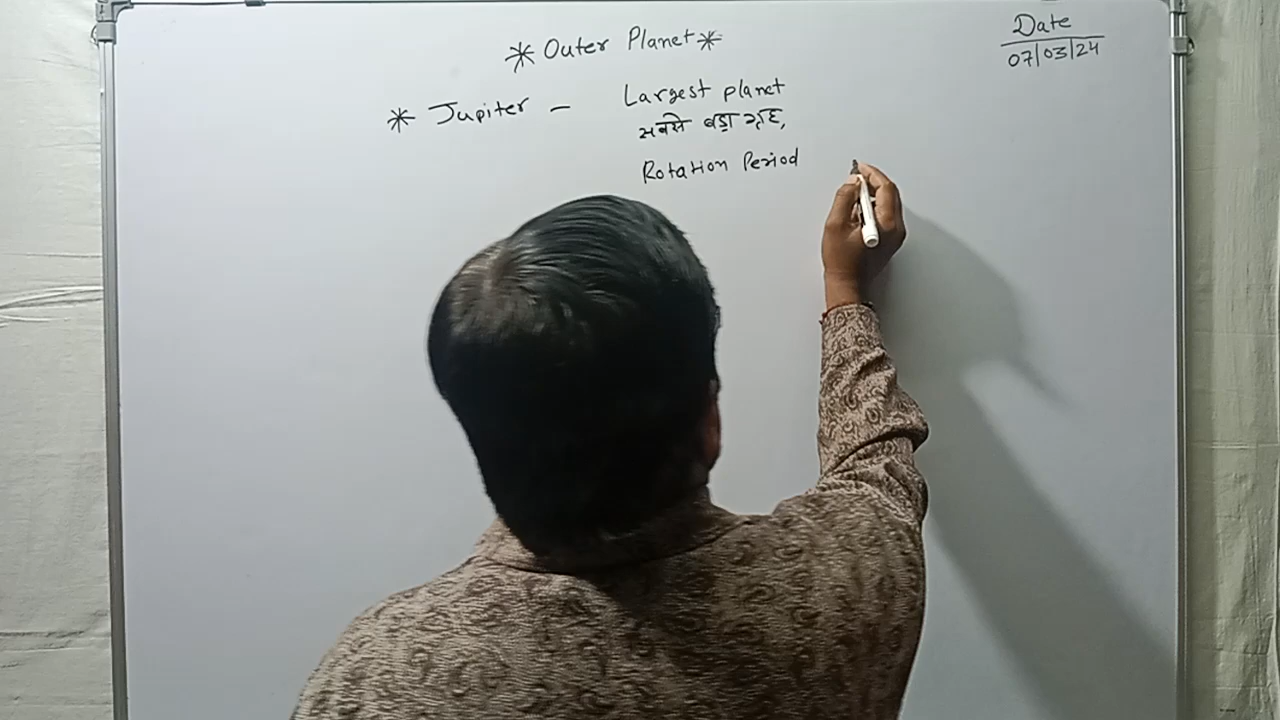 * Outer Planet *
Date
07/03/24
* Jupiter - Largest planet
सबसे बड़ा ग्रह,
Rotation Period